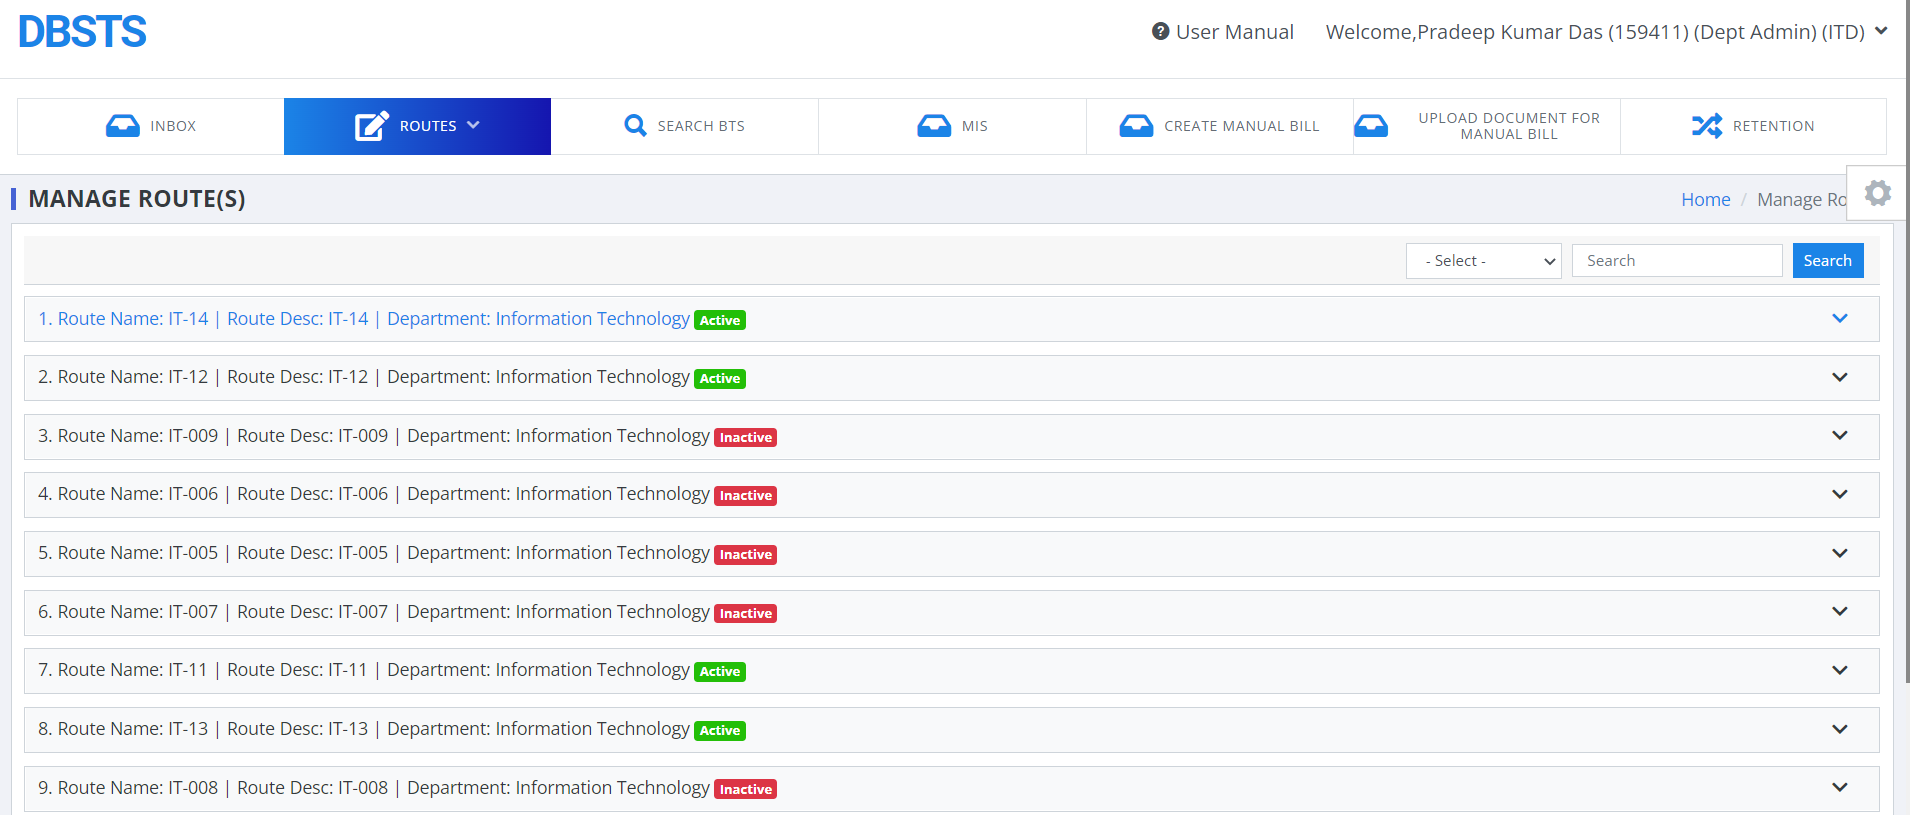 DBSTS
User Manual
Welcome,Pradeep Kumar Das (159411) (Dept Admin) (ITD)
INBOX
ROUTES
SEARCH BTS
MIS
CREATE MANUAL BILL
UPLOAD DOCUMENT FOR
MANUAL BILL
RETENTION
MANAGE ROUTE(S)
Home / Manage Ro
- Select -
Search
Search
1. Route Name: IT-14 | Route Desc: IT-14 | Department: Information Technology Active
2. Route Name: IT-12 | Route Desc: IT-12 | Department: Information Technology Active
3. Route Name: IT-009 | Route Desc: IT-009 | Department: Information Technology Inactive
4. Route Name: IT-006 | Route Desc: IT-006 | Department: Information Technology Inactive
5. Route Name: IT-005 | Route Desc: IT-005 | Department: Information Technology Inactive
6. Route Name: IT-007 | Route Desc: IT-007 | Department: Information Technology Inactive
7. Route Name: IT-11 | Route Desc: IT-11 | Department: Information Technology Active
8. Route Name: IT-13 | Route Desc: IT-13 | Department: Information Technology Active
9. Route Name: IT-008 | Route Desc: IT-008 | Department: Information Technology Inactive